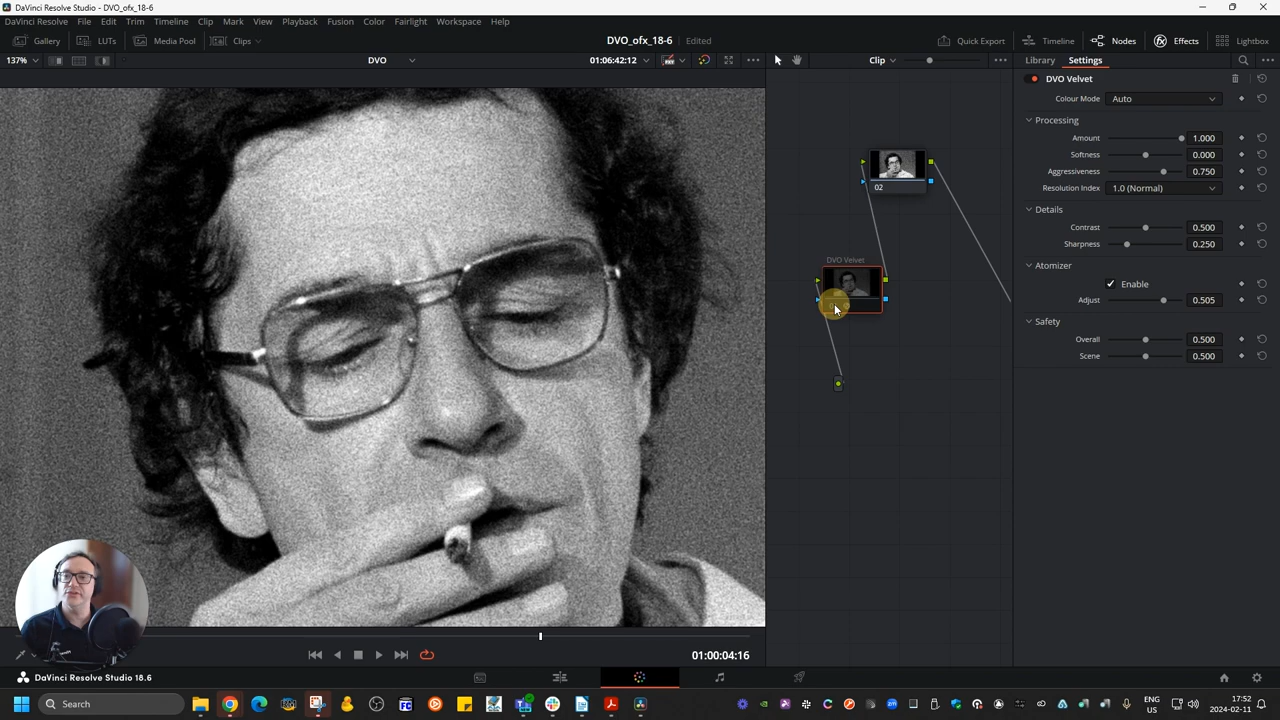 DaVinci Resolve Studio - DVO_ofx_18-6
DaVinci Resolve File Edit Trim Timeline Clip Mark View Playback Fusion Color Fairlight Workspace Help
Gallery LUTs Media Pool Clips DVO_ofx_18-6 Edited Quick Export Timeline Nodes Effects Lightbox
137% DVO 01:06:42:12 Clip Library Settings
DVO Velvet
Colour Mode Auto
Processing
Amount 1.000
Softness 0.000
Aggressiveness 0.750
Resolution Index 1.0 (Normal)
Details
Contrast 0.500
Sharpness 0.250
Atomizer
Enable
Adjust 0.505
Safety
Overall 0.500
Scene 0.500
02
DVO Velvet
01:00:04:16
DaVinci Resolve Studio 18.6
Search
ENG
US
17:52
2024-02-11